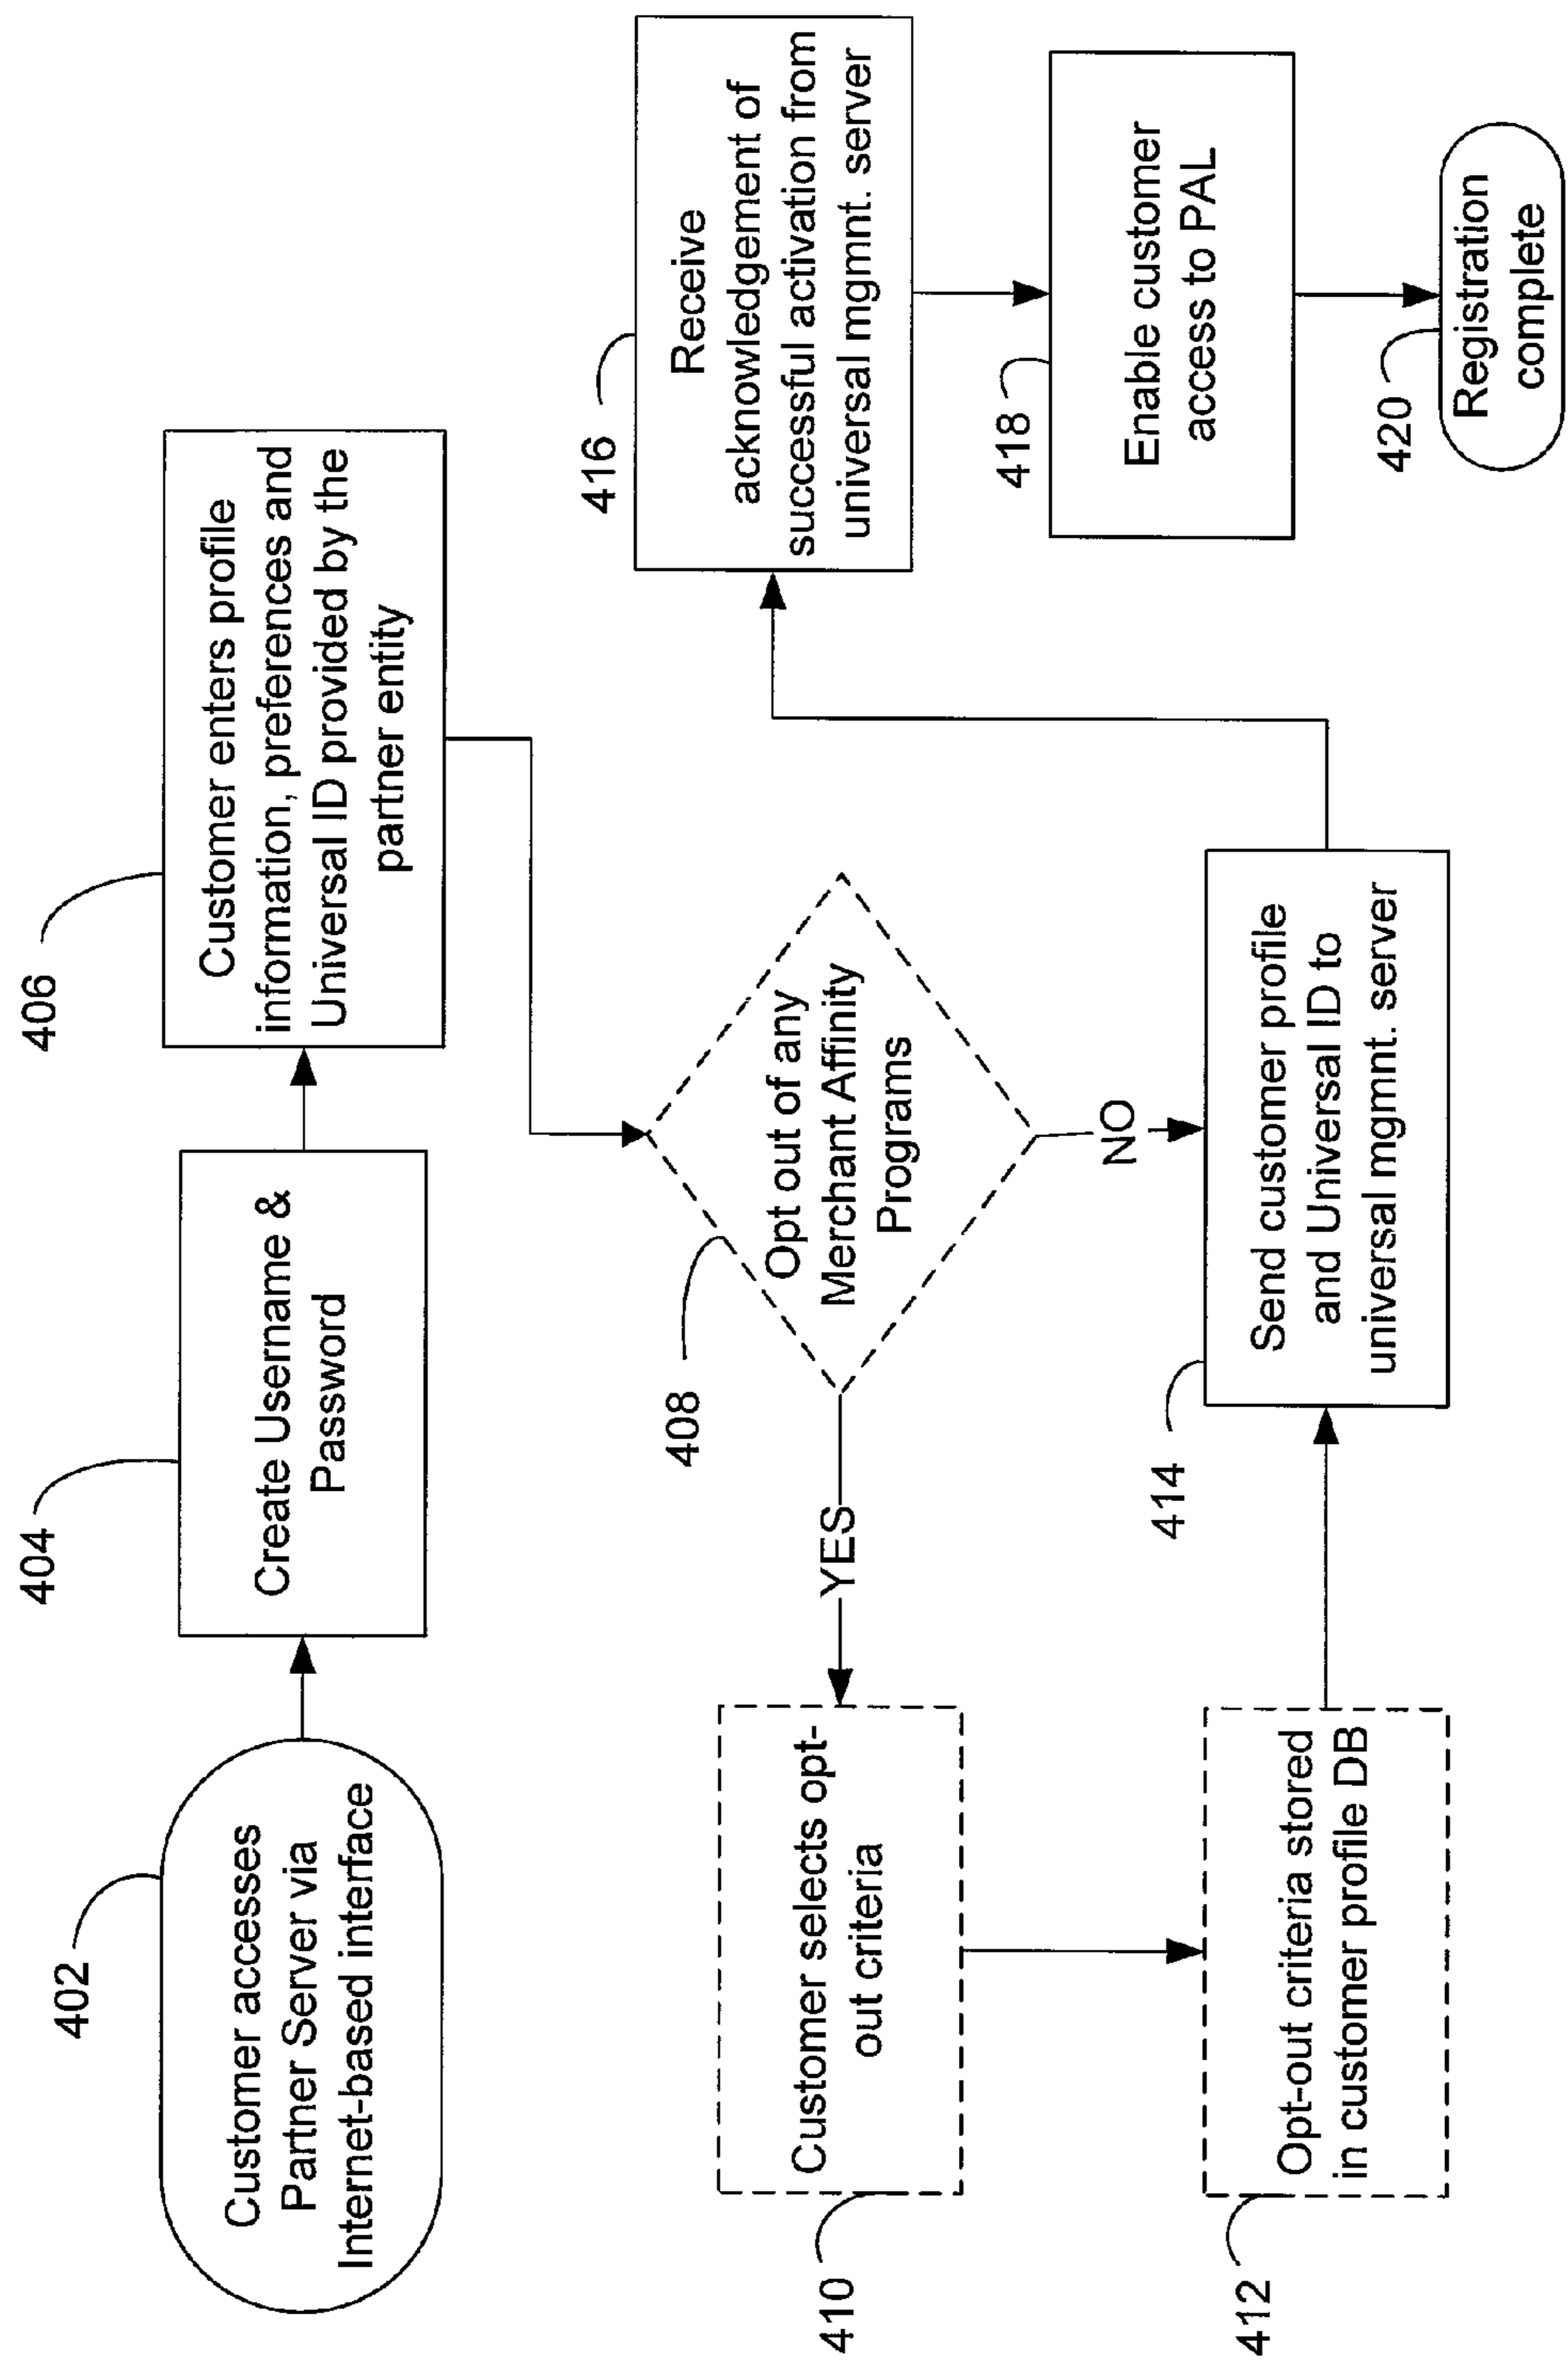 402
Customer accesses
Partner Server via
Internet-based interface
404
Create Username &
Password
406
Customer enters profile
information, preferences and
Universal ID provided by the
partner entity
408
Opt out of any
Merchant Affinity
Programs
YES
NO
410
Customer selects opt-
out criteria
412
Opt-out criteria stored
in customer profile DB
414
Send customer profile
and Universal ID to
universal mgmnt. server
416
Receive
acknowledgement of
successful activation from
universal mgmnt. server
418
Enable customer
access to PAL
420
Registration
complete